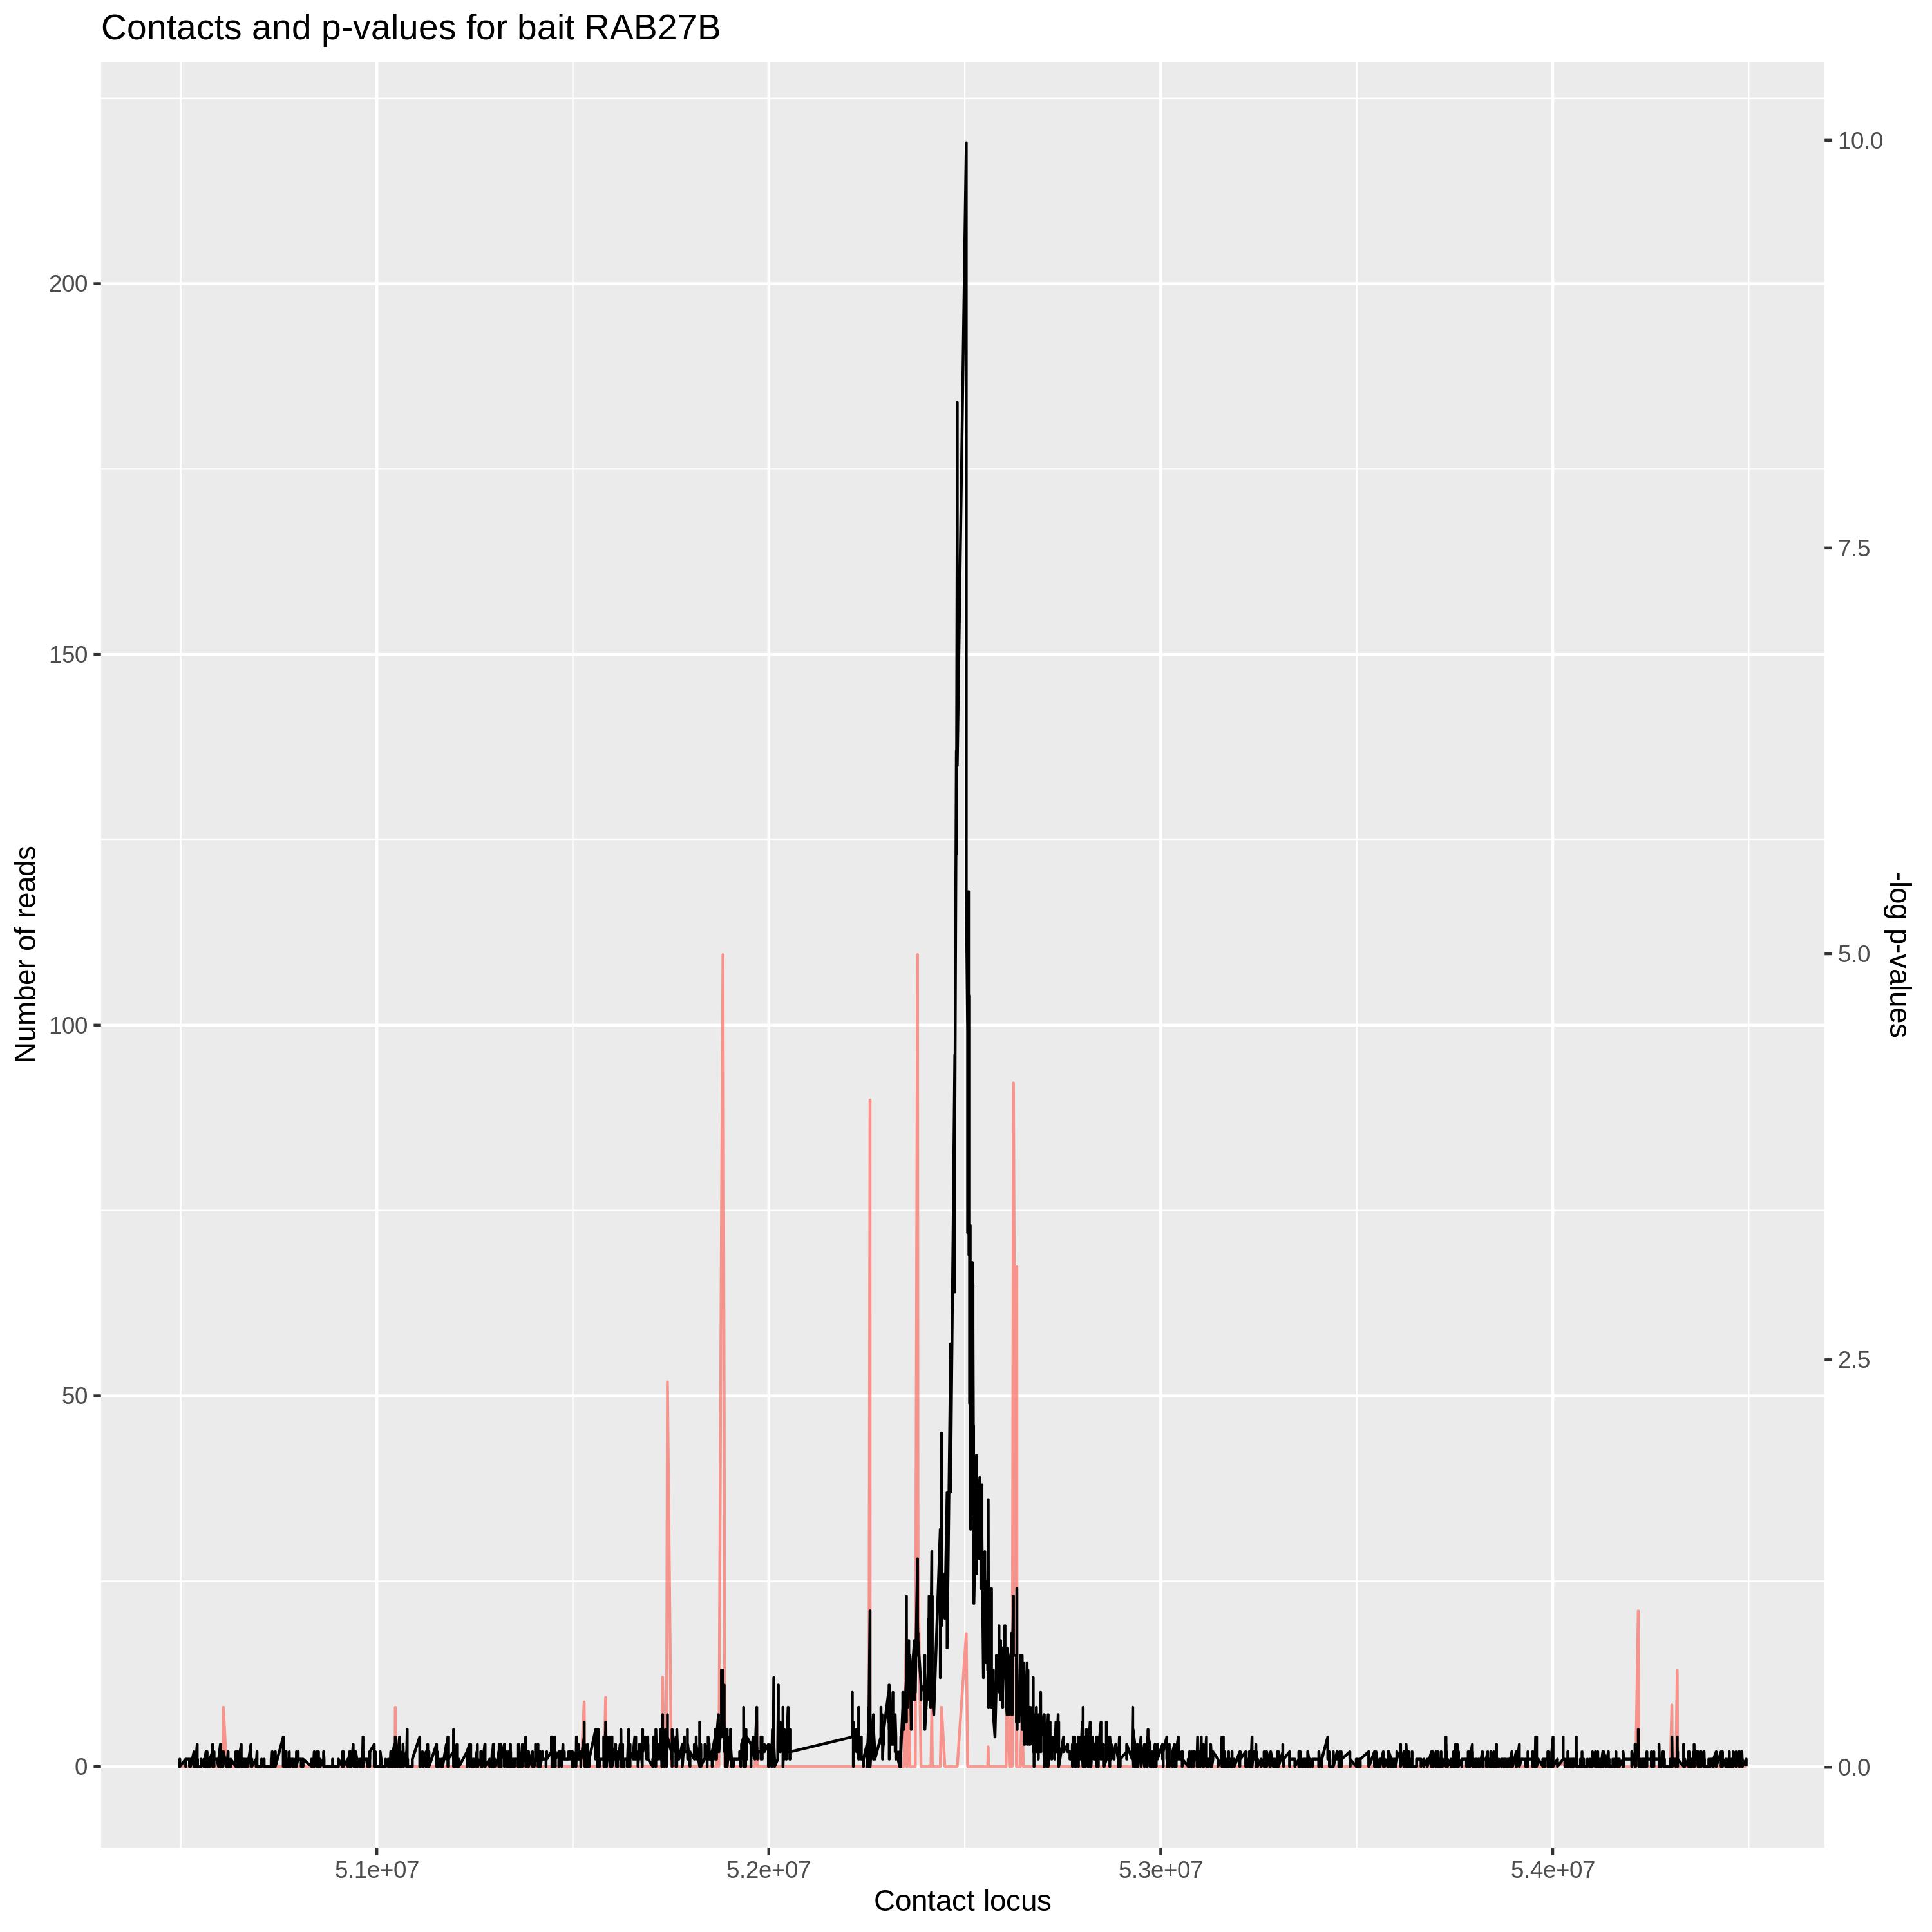 Contacts and p-values for bait RAB27B
Number of reads
200
150
100
50
0
10.0
7.5
5.0
2.5
0.0
-log p-values
5.1e+07
5.2e+07
5.3e+07
5.4e+07
Contact locus